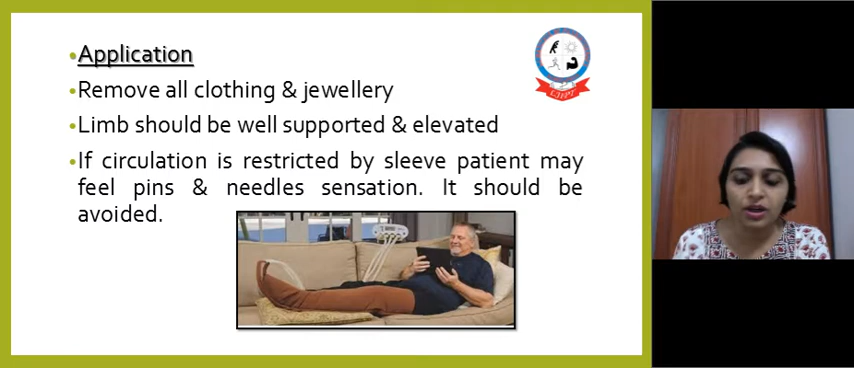 •Application
•Remove all clothing & jewellery
•Limb should be well supported & elevated
•If circulation is restricted by sleeve patient may
feel pins & needles sensation. It should be
avoided.
LJIPT